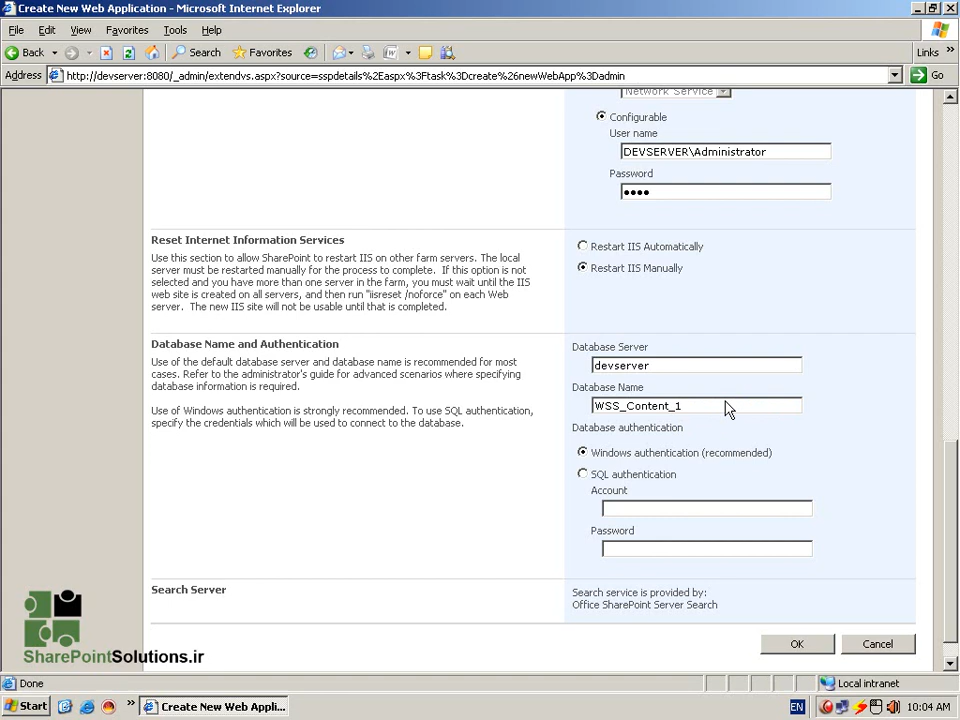 Create New Web Application - Microsoft Internet Explorer
File Edit View Favorites Tools Help
Back Search Favorites Links
Address http://devserver:8080/_admin/extendvs.aspx?source=sspdetails%2Easpx%3Ftask%3Dcreate%26newWebApp%3Dadmin Go
Network Service
Configurable
User name
DEVSERVER\Administrator
Password
••••
Reset Internet Information Services
Use this section to allow SharePoint to restart IIS on other farm servers. The local
server must be restarted manually for the process to complete. If this option is not
selected and you have more than one server in the farm, you must wait until the IIS
web site is created on all servers, and then run "iisreset /noforce" on each Web
server. The new IIS site will not be usable until that is completed.
Restart IIS Automatically
Restart IIS Manually
Database Name and Authentication
Use of the default database server and database name is recommended for most
cases. Refer to the administrator's guide for advanced scenarios where specifying
database information is required.
Use of Windows authentication is strongly recommended. To use SQL authentication,
specify the credentials which will be used to connect to the database.
Database Server
devserver
Database Name
WSS_Content_1
Database authentication
Windows authentication (recommended)
SQL authentication
Account
Password
Search Server
Search service is provided by:
Office SharePoint Server Search
OK Cancel
SharePointSolutions.ir
Done Local intranet
Start Create New Web Appli... EN 10:04 AM